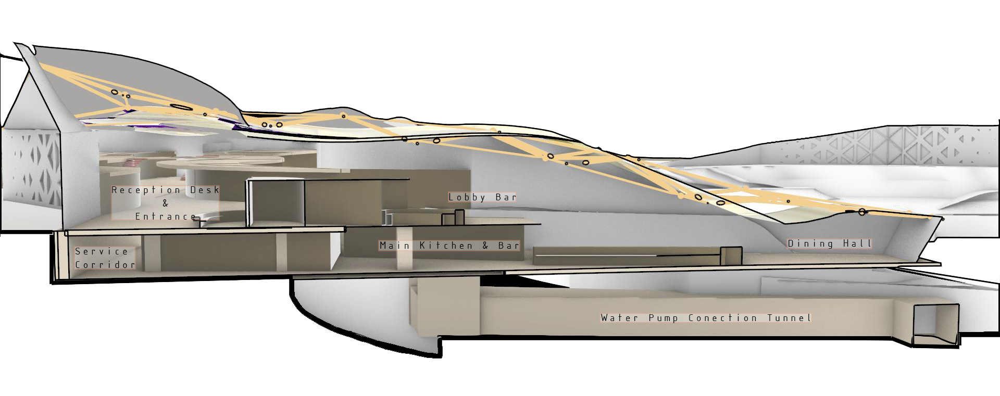 Reception Desk
&
Entrance
Lobby Bar
Service
Corridor
Main Kitchen & Bar
Dining Hall
Water Pump Conection Tunnel